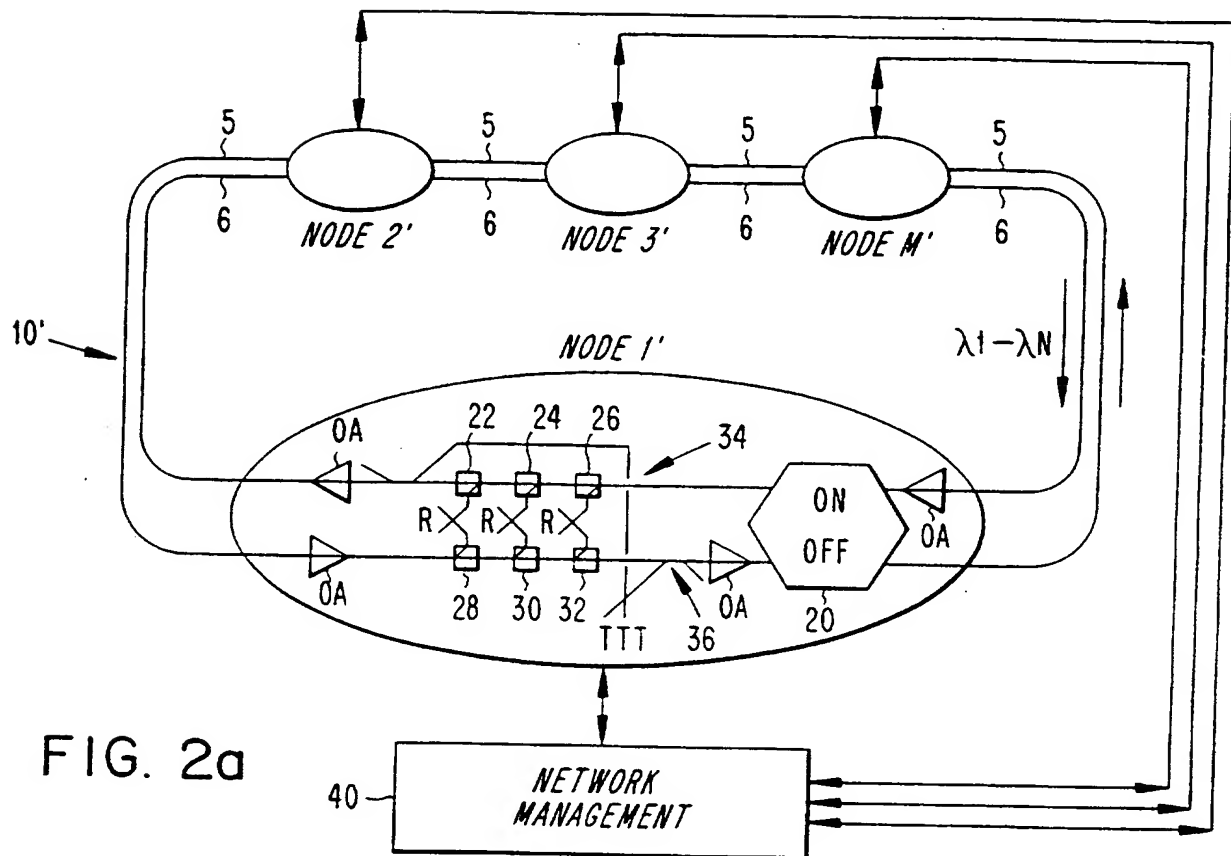 5 5 5 5
6 6 6 6
NODE 2' NODE 3' NODE M'
10'
λ1-λN
NODE 1'
OA 22 24 26 34
R R R
ON
OFF
OA
OA 28 30 32 TTT 36 OA 20
FIG. 2a
40
NETWORK
MANAGEMENT